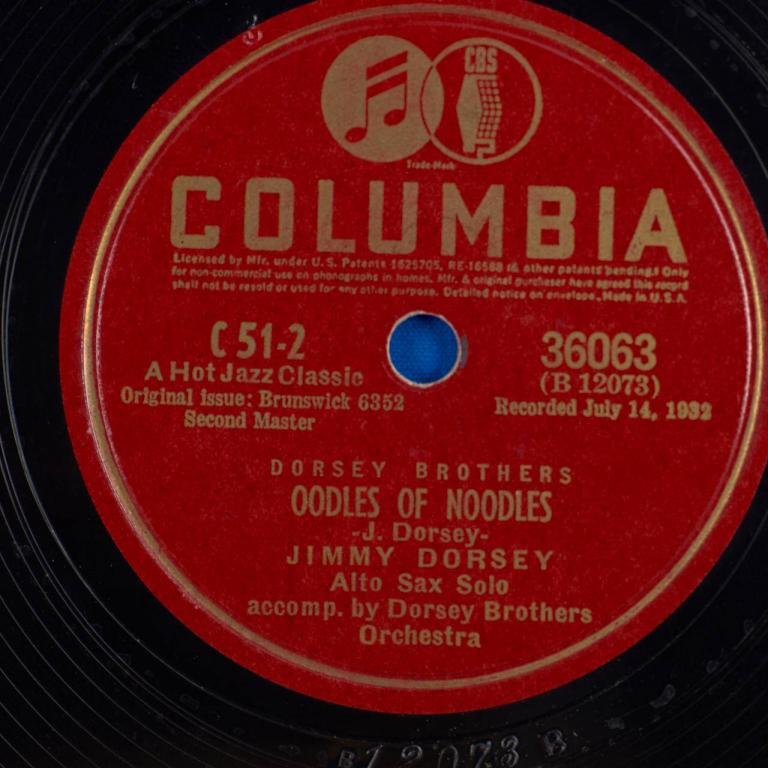 CBS
Trade-Mark
COLUMBIA
Licensed by Mfr. under U.S. Patents 1625705, RE-16588 (& other patents pending) Only
for non-commercial use on phonographs in homes. Mfr. & original purchaser have agreed this record
shall not be resold or used for any other purpose. Detailed notice on envelope. Made in U.S.A.
C 51-2
36063
A Hot Jazz Classic
(B 12073)
Original issue: Brunswick 6352
Recorded July 14, 1932
Second Master
DORSEY BROTHERS
OODLES OF NOODLES
-J. Dorsey-
JIMMY DORSEY
Alto Sax Solo
accomp. by Dorsey Brothers
Orchestra
B12073 B